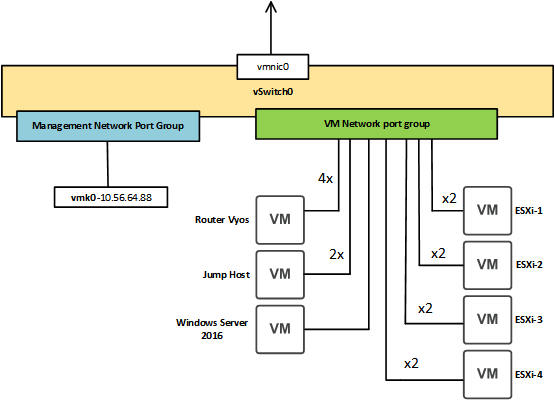 vmnic0
vSwitch0
Management Network Port Group
VM Network port group
vmk0-10.56.64.88
4x
Router Vyos
VM
2x
Jump Host
VM
Windows Server
2016
VM
x2
VM
ESXi-1
x2
VM
ESXi-2
x2
VM
ESXi-3
x2
VM
ESXi-4